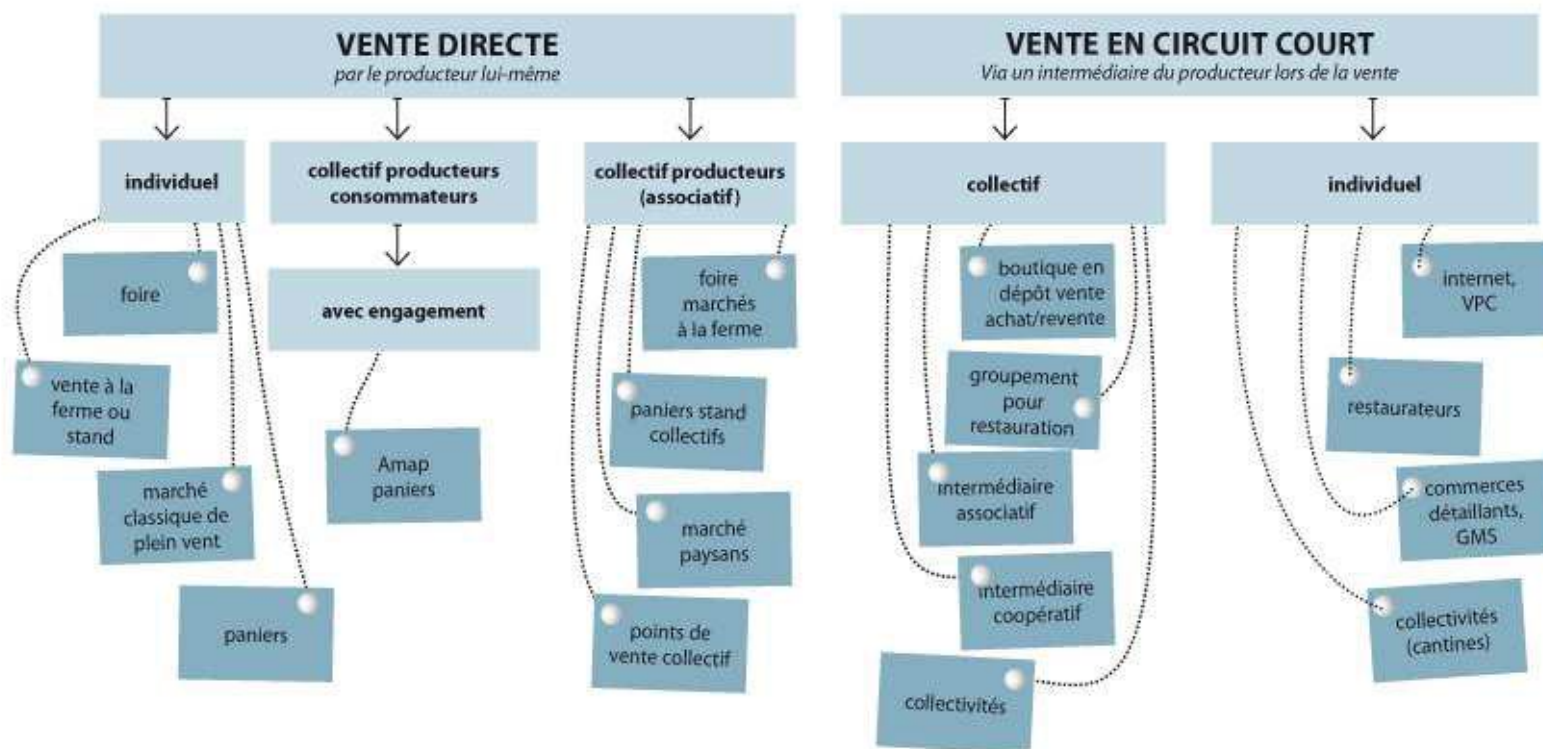 VENTE DIRECTE
par le producteur lui-même
individuel
foire
vente à la
ferme ou
stand
marché
classique de
plein vent
paniers
collectif producteurs
consommateurs
avec engagement
Amap
paniers
collectif producteurs
(associatif)
foire
marchés
à la ferme
paniers stand
collectifs
marché
paysans
points de
vente collectif
VENTE EN CIRCUIT COURT
Via un intermédiaire du producteur lors de la vente
collectif
boutique en
dépôt vente
achat/revente
groupement
pour
restauration
intermédiaire
associatif
intermédiaire
coopératif
collectivités
individuel
internet,
VPC
restaurateurs
commerces
détaillants,
GMS
collectivités
(cantines)